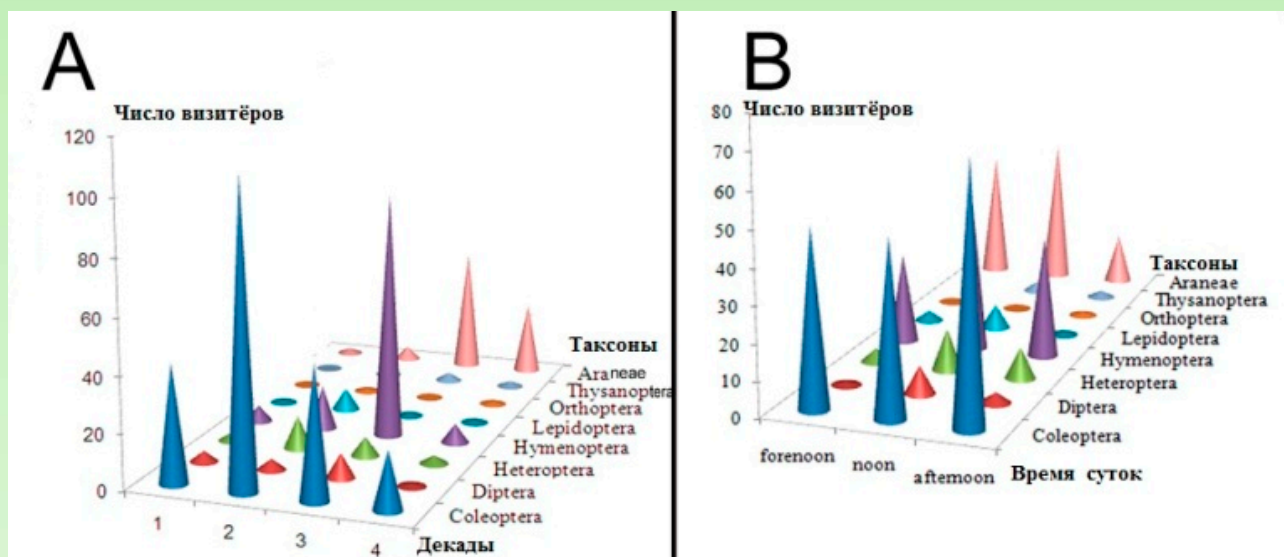 A
Число визитёров
120
100
80
60
40
20
0
1
2
3
4
Декады
Таксоны
Araneae
Thysanoptera
Orthoptera
Lepidoptera
Hymenoptera
Heteroptera
Diptera
Coleoptera
B
Число визитёров
80
70
60
50
40
30
20
10
0
forenoon
noon
afternoon
Время суток
Таксоны
Araneae
Thysanoptera
Orthoptera
Lepidoptera
Hymenoptera
Heteroptera
Diptera
Coleoptera